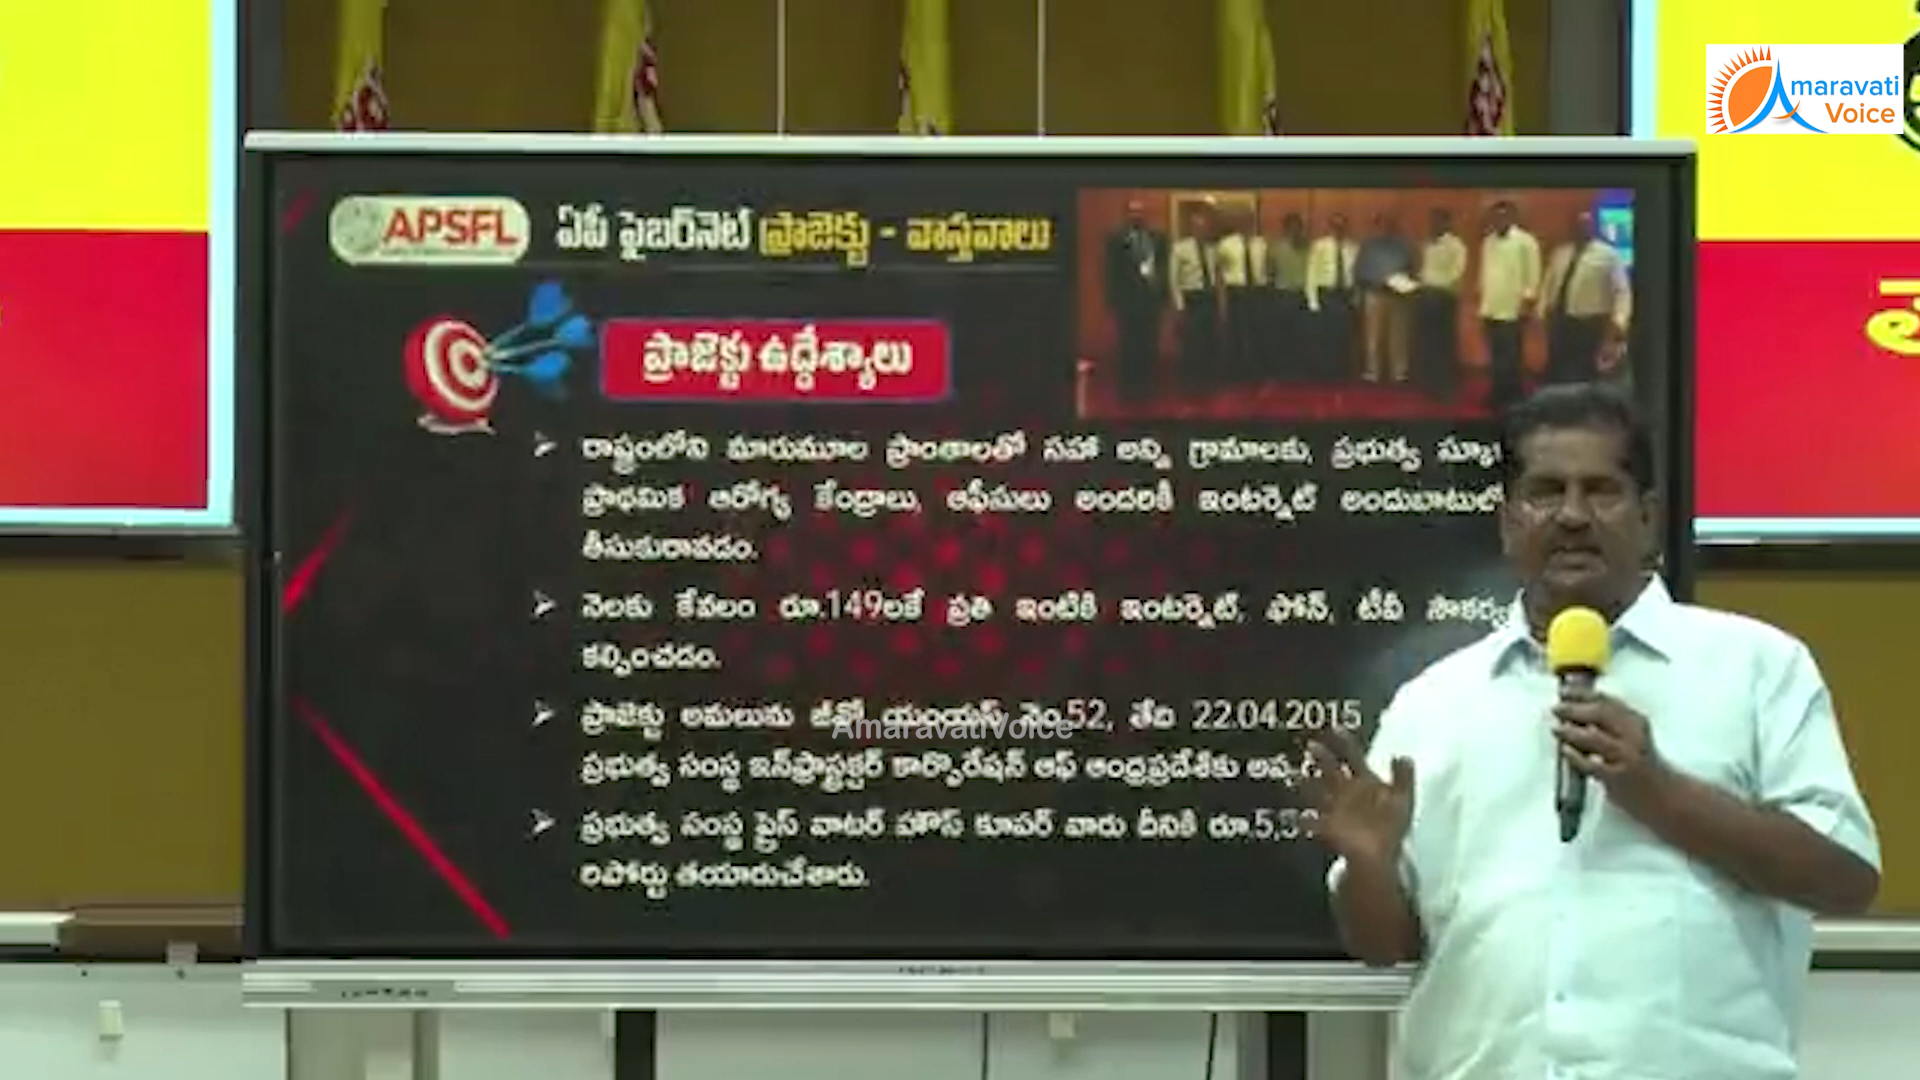 Amaravati
Voice
APSFL ఏపీ ఫైబర్‌నెట్ ప్రాజెక్టు - వాస్తవాలు
ప్రాజెక్టు ఉద్దేశ్యాలు
రాష్ట్రంలోని మారుమూల ప్రాంతాలతో సహా అన్ని గ్రామాలకు, ప్రభుత్వ
ప్రాథమిక ఆరోగ్య కేంద్రాలు, ఆఫీసులు అందరికీ ఇంటర్నెట్ అందుబాటులో
తీసుకురావడం.
నెలకు కేవలం రూ.149లకే ప్రతి ఇంటికి ఇంటర్నెట్, ఫోన్, టీవీ
కల్పించడం.
ప్రాజెక్టు అమలును జీవో యంయస్ నెం.52, తేది 22.04.2015
AmaravatiVoice
ప్రభుత్వ సంస్థ ఇన్‌ఫ్రాస్ట్రక్చర్ కార్పొరేషన్ ఆఫ్ ఆంధ్రప్రదేశ్‌కు
ప్రభుత్వ సంస్థ ప్రైస్ వాటర్ హౌస్ కూపర్ వారు దీనికి
రిపోర్టు తయారుచేశారు.